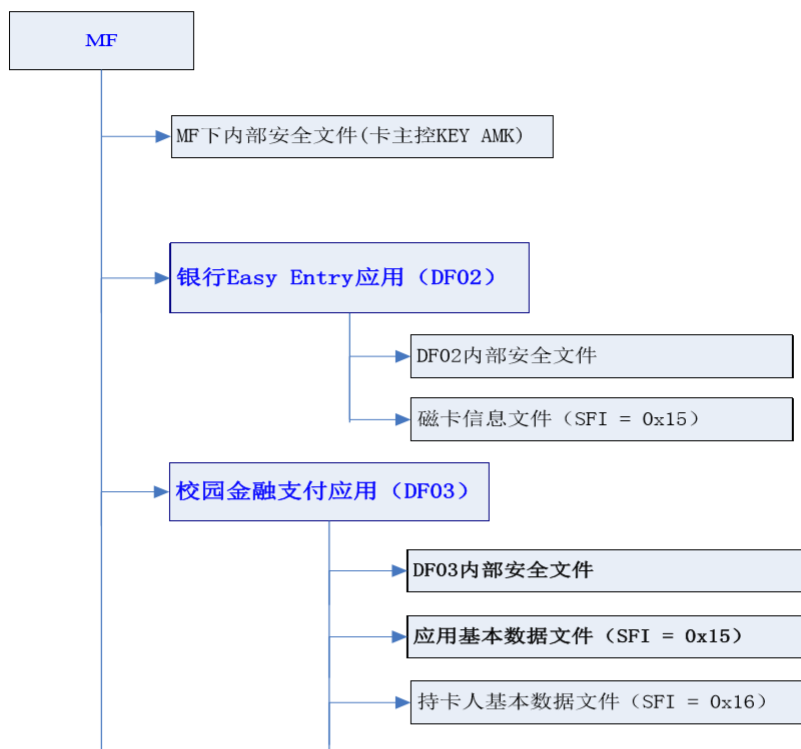 MF
MF下内部安全文件(卡主控KEY AMK)
银行Easy Entry应用（DF02）
DF02内部安全文件
磁卡信息文件（SFI = 0x15）
校园金融支付应用（DF03）
DF03内部安全文件
应用基本数据文件（SFI = 0x15）
持卡人基本数据文件（SFI = 0x16）